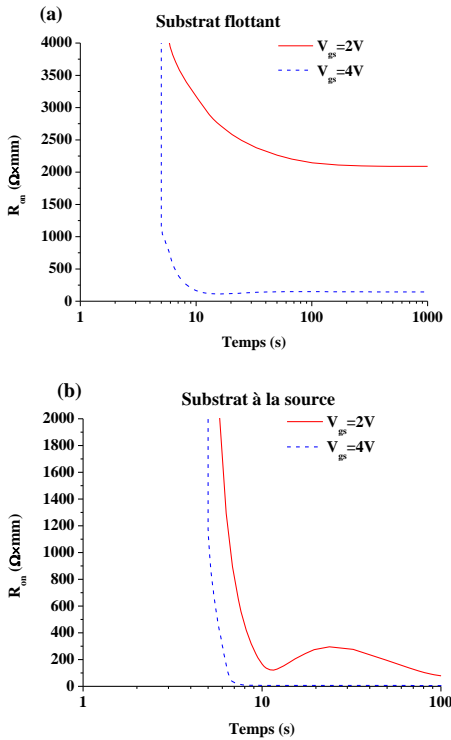 (a)
Substrat flottant
V_gs=2V
V_gs=4V
4000
3500
3000
2500
2000
1500
1000
500
0
R_on (Ω×mm)
1
10
100
1000
Temps (s)
(b)
Substrat à la source
V_gs=2V
V_gs=4V
2000
1800
1600
1400
1200
1000
800
600
400
200
0
R_on (Ω×mm)
1
10
100
Temps (s)